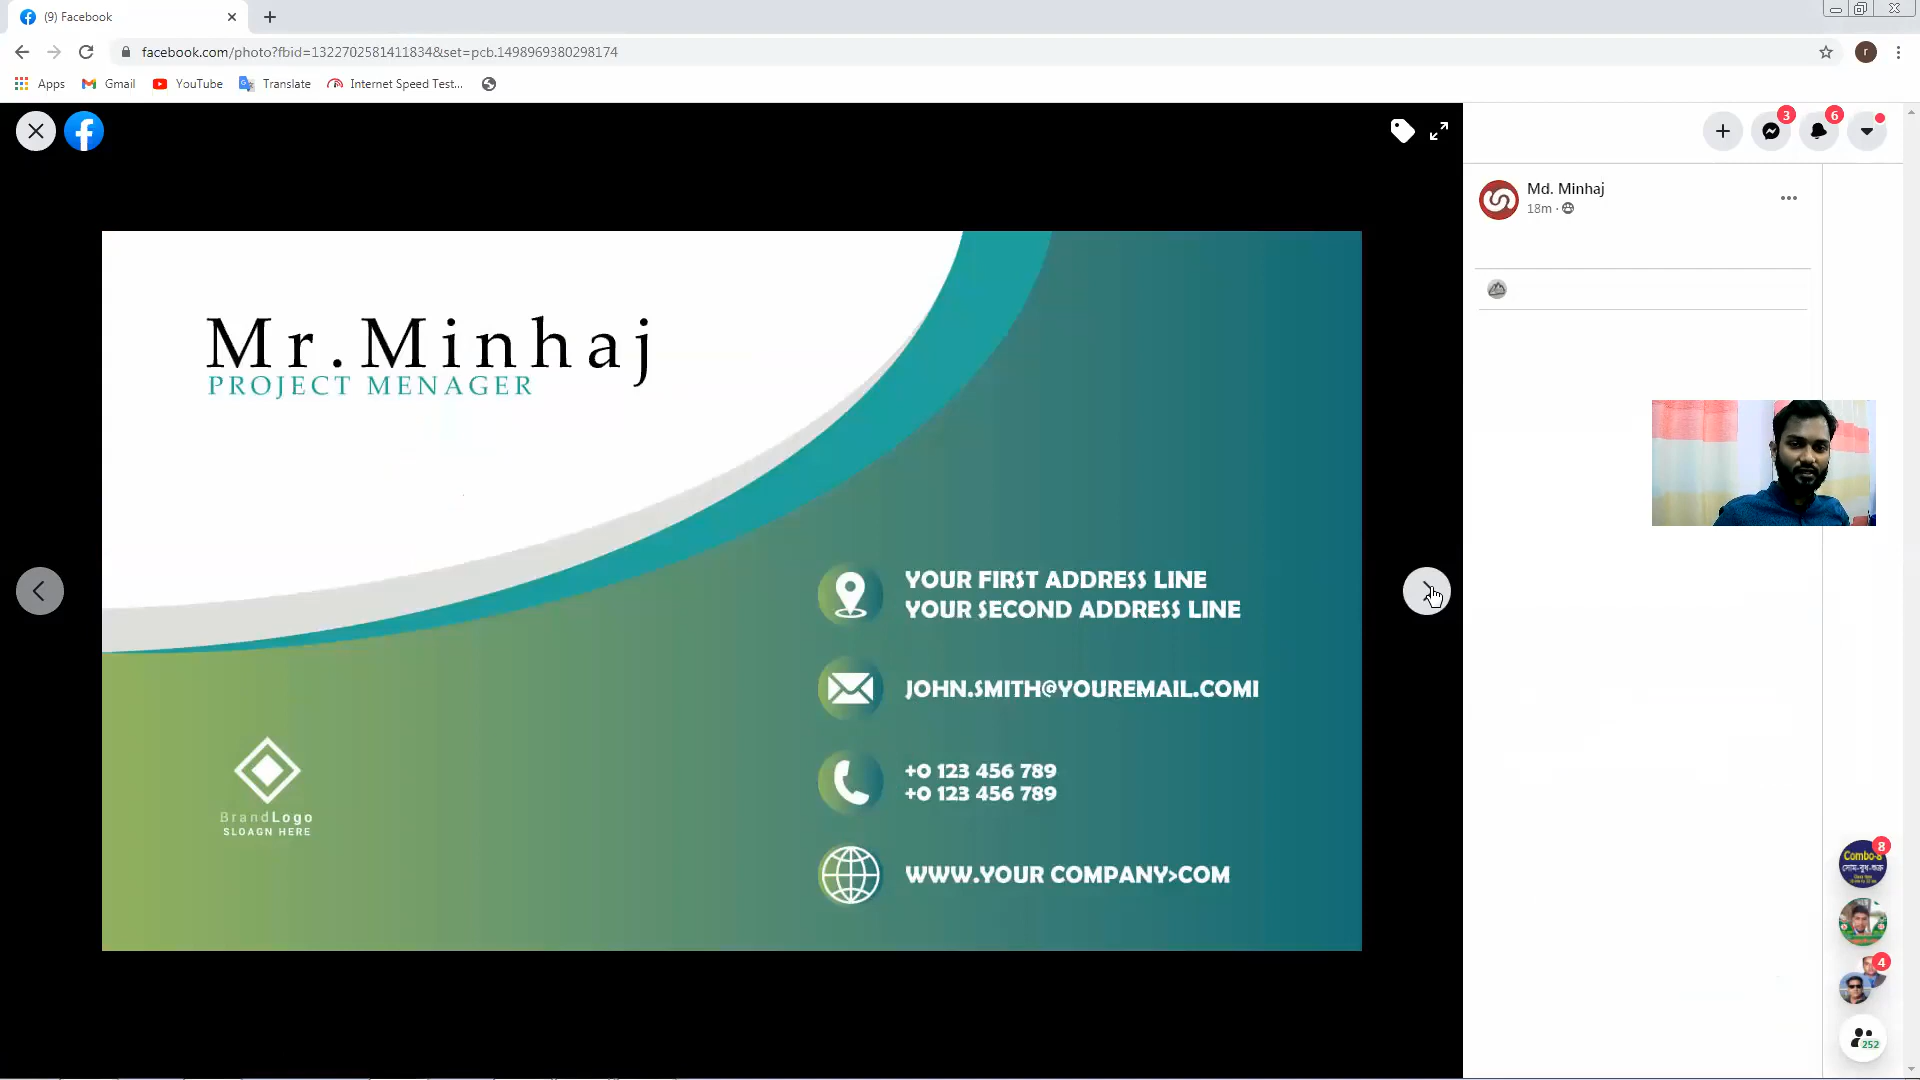 (9) Facebook
facebook.com/photo?fbid=1322702581411834&set=pcb.1498969380298174
r
Apps
Gmail
YouTube
Translate
Internet Speed Test...
3
6
Md. Minhaj
18m
Mr.Minhaj
PROJECT MENAGER
YOUR FIRST ADDRESS LINE
YOUR SECOND ADDRESS LINE
JOHN.SMITH@YOUREMAIL.COMI
+0 123 456 789
+0 123 456 789
BrandLogo
SLOAGN HERE
WWW.YOUR COMPANY>COM
8
Combo-8
4
252